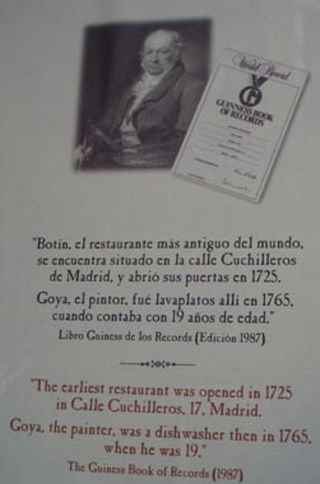 World Record
GUINNESS BOOK
OF RECORDS
"Botín, el restaurante más antiguo del mundo,
se encuentra situado en la calle Cuchilleros
de Madrid, y abrió sus puertas en 1725.
Goya, el pintor, fué lavaplatos alli en 1765,
cuando contaba con 19 años de edad."
Libro Guiness de los Records (Edición 1987)
"The earliest restaurant was opened in 1725
in Calle Cuchilleros, 17, Madrid.
Goya, the painter, was a dishwasher then in 1765,
when he was 19."
The Guiness Book of Records (1987)